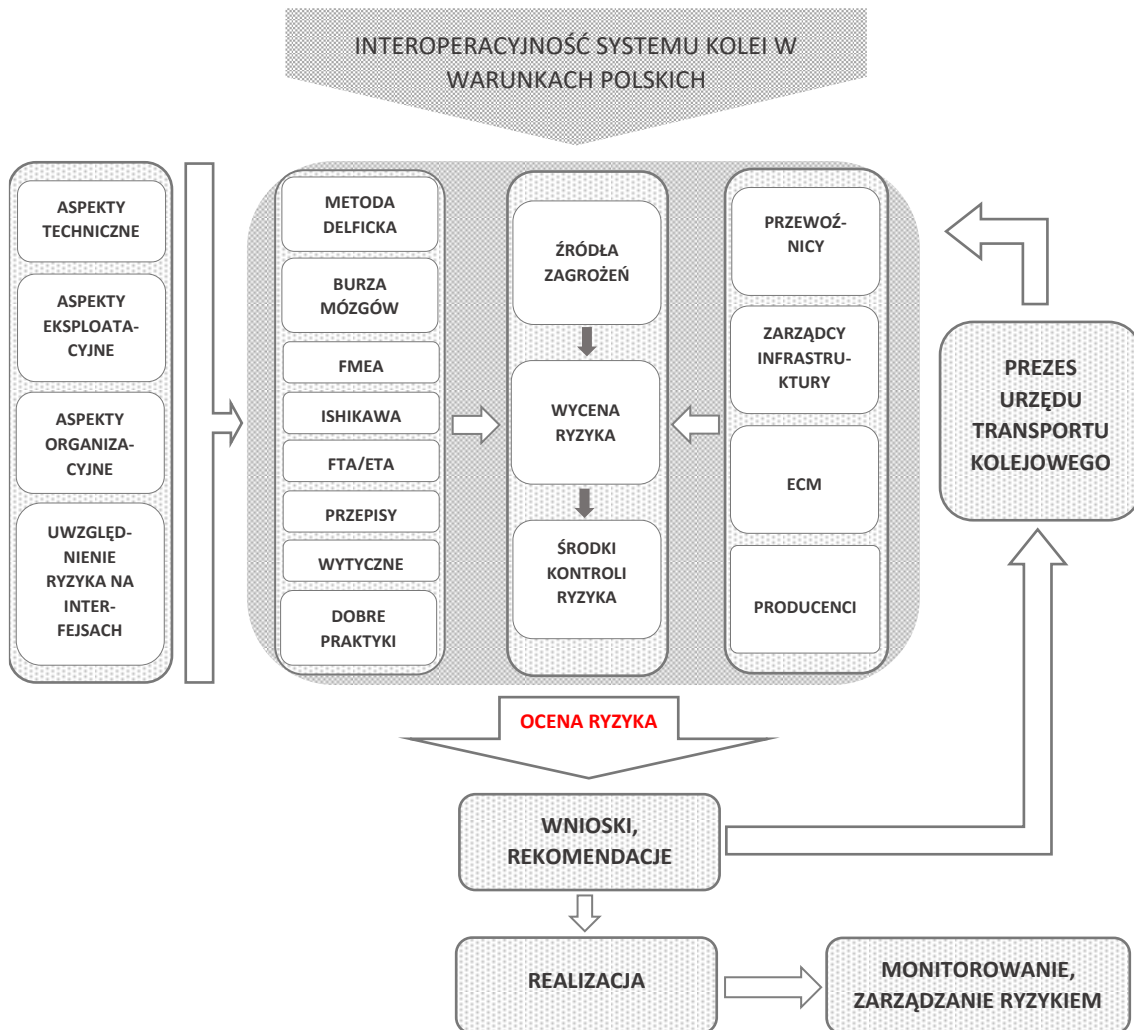 INTEROPERACYJNOŚĆ SYSTEMU KOLEI W
WARUNKACH POLSKICH
ASPEKTY
TECHNICZNE
ASPEKTY
EKSPLOATA-
CYJNE
ASPEKTY
ORGANIZA-
CYJNE
UWZGLĘD-
NIENIE
RYZYKA NA
INTER-
FEJSACH
METODA
DELFICKA
BURZA
MÓZGÓW
FMEA
ISHIKAWA
FTA/ETA
PRZEPISY
WYTYCZNE
DOBRE
PRAKTYKI
ŹRÓDŁA
ZAGROŻEŃ
WYCENA
RYZYKA
ŚRODKI
KONTROLI
RYZYKA
PRZEWOŹ-
NICY
ZARZĄDCY
INFRASTRU-
KTURY
ECM
PRODUCENCI
PREZES
URZĘDU
TRANSPORTU
KOLEJOWEGO
OCENA RYZYKA
WNIOSKI,
REKOMENDACJE
REALIZACJA
MONITOROWANIE,
ZARZĄDZANIE RYZYKIEM